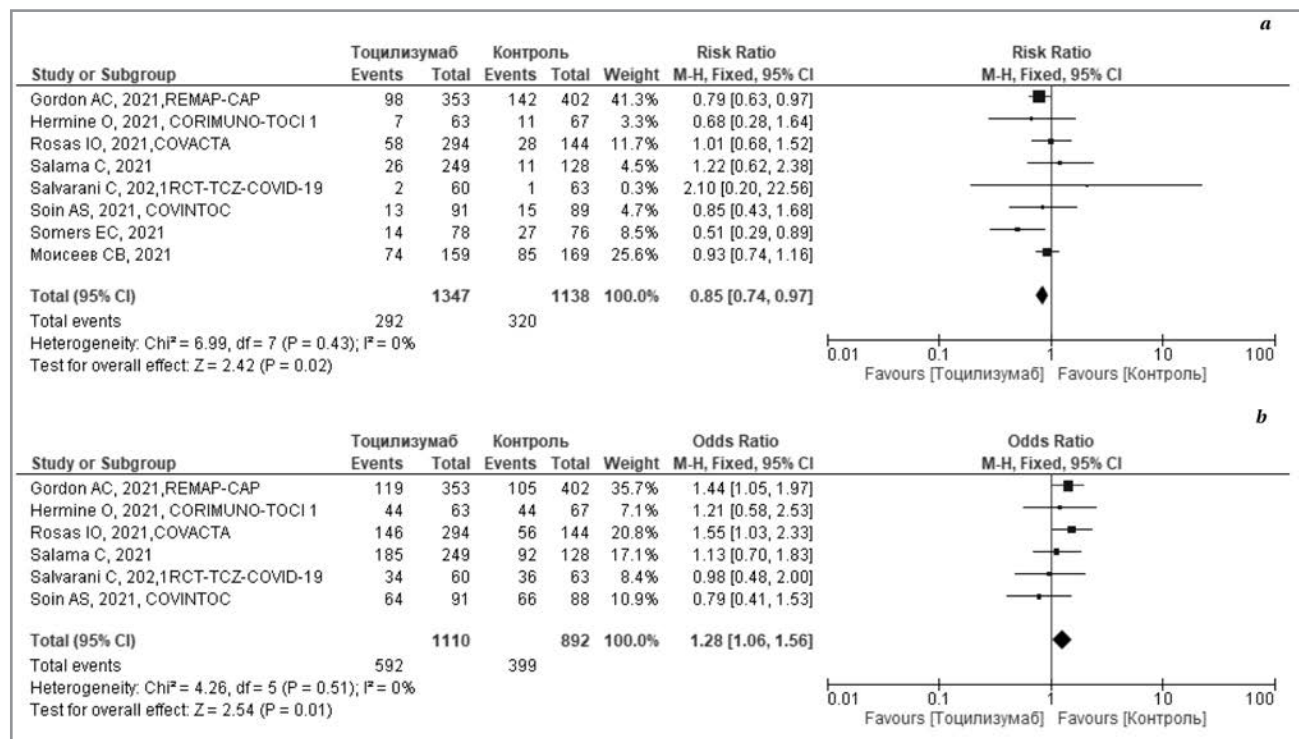 a
Тоцилизумаб Контроль Risk Ratio Risk Ratio
Study or Subgroup Events Total Events Total Weight M-H, Fixed, 95% CI M-H, Fixed, 95% CI
Gordon AC, 2021,REMAP-CAP 98 353 142 402 41.3% 0.79 [0.63, 0.97]
Hermine O, 2021, CORIMUNO-TOCI 1 7 63 11 67 3.3% 0.68 [0.28, 1.64]
Rosas IO, 2021,COVACTA 58 294 28 144 11.7% 1.01 [0.68, 1.52]
Salama C, 2021 26 249 11 128 4.5% 1.22 [0.62, 2.38]
Salvarani C, 202,1RCT-TCZ-COVID-19 2 60 1 63 0.3% 2.10 [0.20, 22.56]
Soin AS, 2021, COVINTOC 13 91 15 89 4.7% 0.85 [0.43, 1.68]
Somers EC, 2021 14 78 27 76 8.5% 0.51 [0.29, 0.89]
Моисеев СВ, 2021 74 159 85 169 25.6% 0.93 [0.74, 1.16]
Total (95% CI) 1347 1138 100.0% 0.85 [0.74, 0.97]
Total events 292 320
Heterogeneity: Chi² = 6.99, df = 7 (P = 0.43); I² = 0%
Test for overall effect: Z = 2.42 (P = 0.02)
0.01 0.1 1 10 100
Favours [Тоцилизумаб] Favours [Контроль]
b
Тоцилизумаб Контроль Odds Ratio Odds Ratio
Study or Subgroup Events Total Events Total Weight M-H, Fixed, 95% CI M-H, Fixed, 95% CI
Gordon AC, 2021,REMAP-CAP 119 353 105 402 35.7% 1.44 [1.05, 1.97]
Hermine O, 2021, CORIMUNO-TOCI 1 44 63 44 67 7.1% 1.21 [0.58, 2.53]
Rosas IO, 2021,COVACTA 146 294 56 144 20.8% 1.55 [1.03, 2.33]
Salama C, 2021 185 249 92 128 17.1% 1.13 [0.70, 1.83]
Salvarani C, 202,1RCT-TCZ-COVID-19 34 60 36 63 8.4% 0.98 [0.48, 2.00]
Soin AS, 2021, COVINTOC 64 91 66 88 10.9% 0.79 [0.41, 1.53]
Total (95% CI) 1110 892 100.0% 1.28 [1.06, 1.56]
Total events 592 399
Heterogeneity: Chi² = 4.26, df = 5 (P = 0.51); I² = 0%
Test for overall effect: Z = 2.54 (P = 0.01)
0.01 0.1 1 10 100
Favours [Тоцилизумаб] Favours [Контроль]